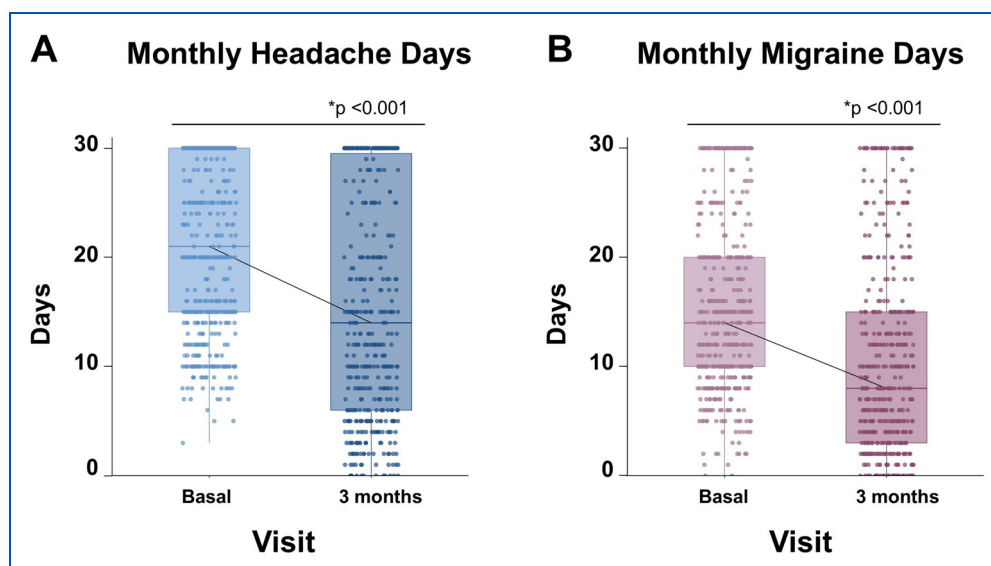 A Monthly Headache Days
*p <0.001
30
20
10
0
Days
Basal 3 months
Visit
B Monthly Migraine Days
*p <0.001
30
20
10
0
Days
Basal 3 months
Visit